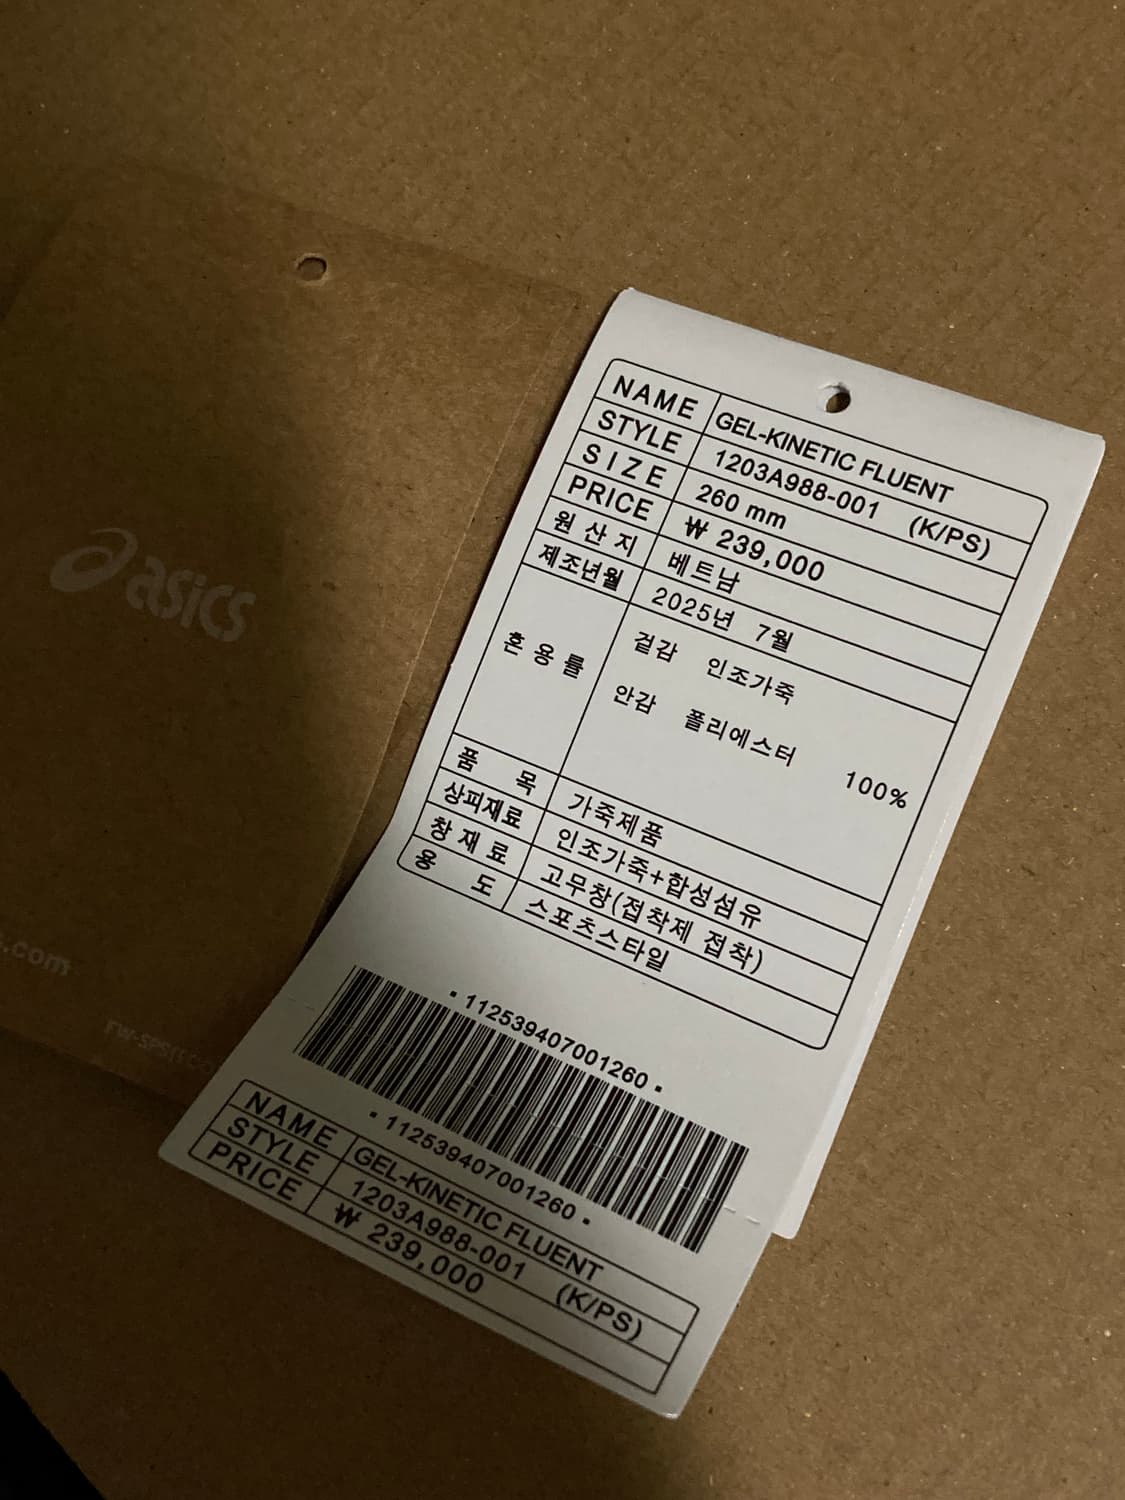 asics
.com
NAME GEL-KINETIC FLUENT
STYLE 1203A988-001 (K/PS)
SIZE 260 mm
PRICE ₩ 239,000
원산지 베트남
제조년월 2025년 7월
혼용률 겉감 인조가죽
안감 폴리에스터 100%
품목 가죽제품
상피재료 인조가죽+합성섬유
창재료 고무창(접착제 접착)
용도 스포츠스타일
112539407001260
112539407001260
NAME GEL-KINETIC FLUENT
STYLE 1203A988-001 (K/PS)
PRICE ₩ 239,000